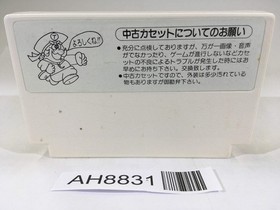 よろしくね!!
中古カセットについてのお願い
●充分に点検しておりますが、万が一画像・音声
がでなかったり、ゲームが進行しないなどカセ
ットの不良によるトラブルが発生した時にはお
早めにお持ち下さい。交換致します。
●中古カセットですので、外装は多少汚れている
物もありますが御勘弁下さい。
AH8831